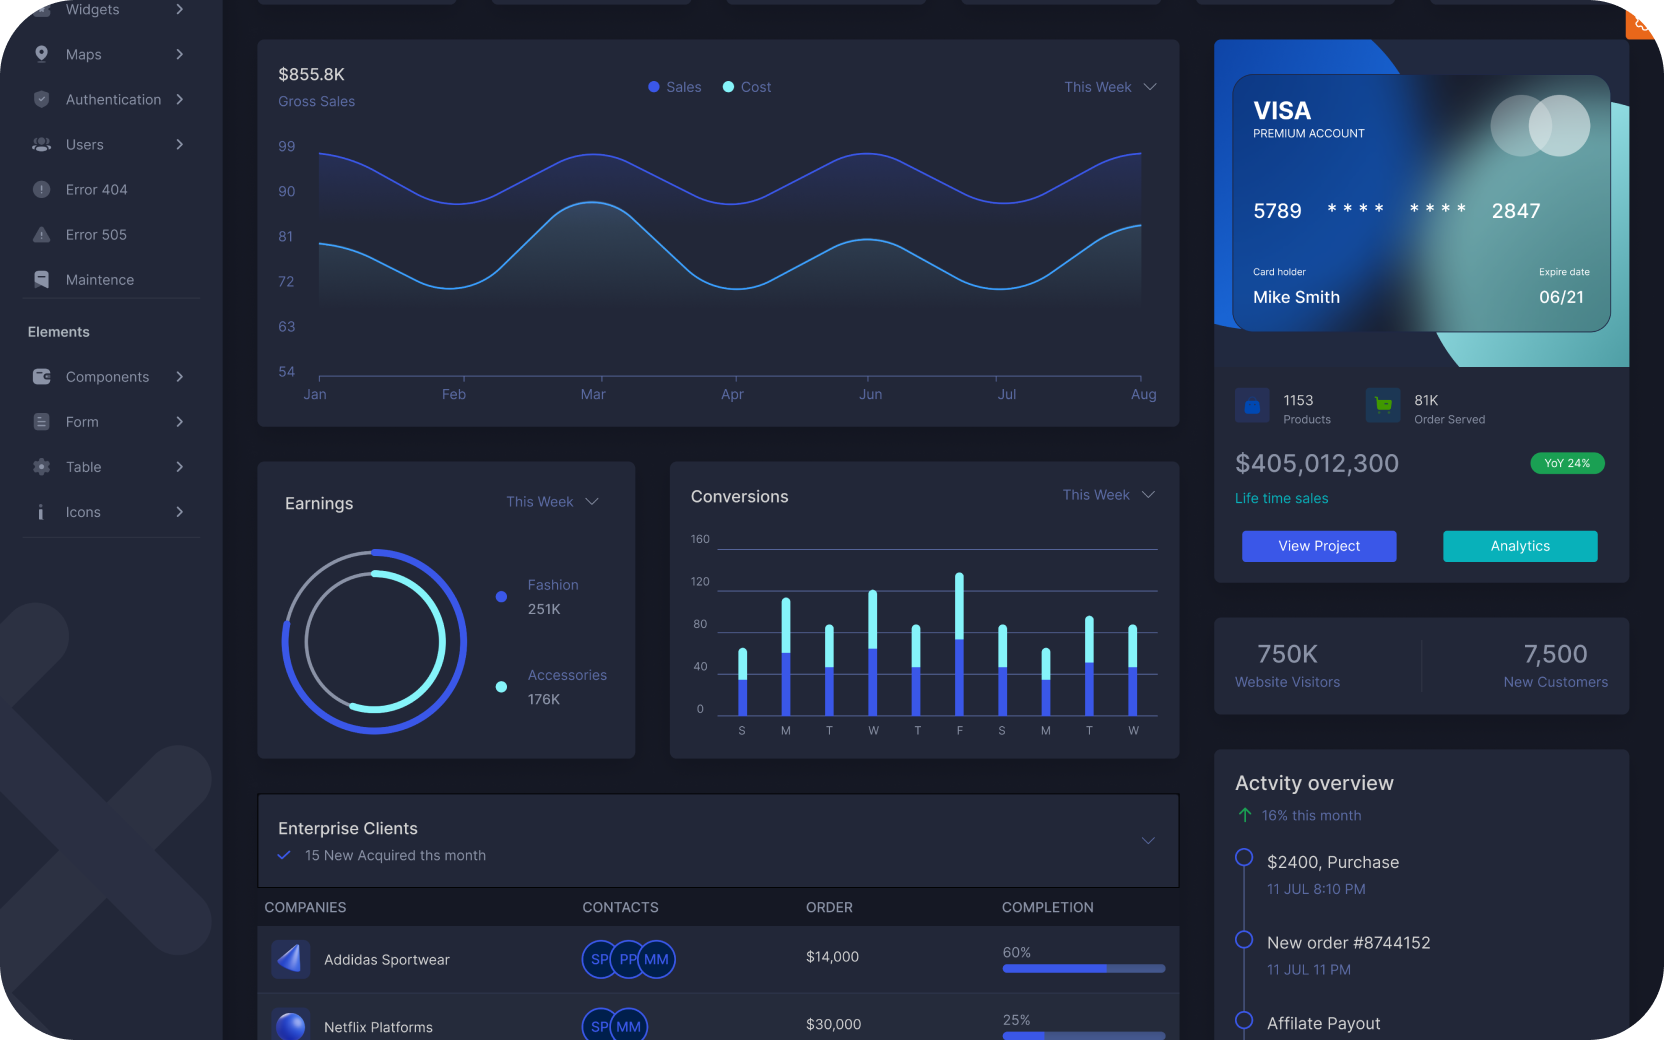 Widgets
Maps
Authentication
Users
Error 404
Error 505
Maintence
Elements
Components
Form
Table
Icons
$855.8K
Gross Sales
Sales
Cost
This Week
99
90
81
72
63
54
Jan Feb Mar Apr Jun Jul Aug
Earnings
This Week
Fashion
251K
Accessories
176K
Conversions
This Week
160
120
80
40
0
S M T W T F S M T W
Enterprise Clients
15 New Acquired ths month
COMPANIES CONTACTS ORDER COMPLETION
Addidas Sportwear SP PP MM $14,000 60%
Netflix Platforms SP MM $30,000 25%
VISA
PREMIUM ACCOUNT
5789 **** **** 2847
Card holder Expire date
Mike Smith 06/21
1153 81K
Products Order Served
$405,012,300 YoY 24%
Life time sales
View Project Analytics
750K 7,500
Website Visitors New Customers
Actvity overview
16% this month
$2400, Purchase
11 JUL 8:10 PM
New order #8744152
11 JUL 11 PM
Affilate Payout